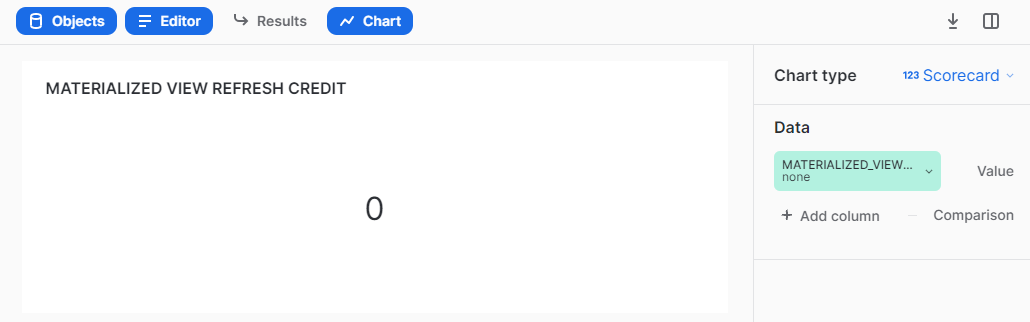 Objects
Editor
Results
Chart
MATERIALIZED VIEW REFRESH CREDIT
0
Chart type
123 Scorecard
Data
MATERIALIZED_VIEW...
none
Value
+ Add column
Comparison